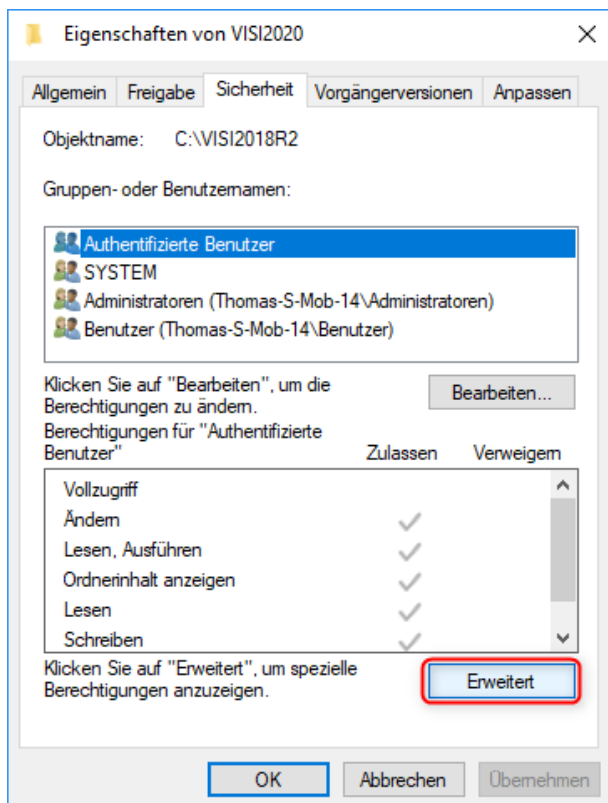 Eigenschaften von VISI2020
Allgemein Freigabe Sicherheit Vorgängerversionen Anpassen
Objektname: C:\VISI2018R2
Gruppen- oder Benutzernamen:
Authentifizierte Benutzer
SYSTEM
Administratoren (Thomas-S-Mob-14\Administratoren)
Benutzer (Thomas-S-Mob-14\Benutzer)
Klicken Sie auf "Bearbeiten", um die
Berechtigungen zu ändern.
Bearbeiten...
Berechtigungen für "Authentifizierte
Benutzer"
Zulassen Verweigern
Vollzugriff
Ändern
Lesen, Ausführen
Ordnerinhalt anzeigen
Lesen
Schreiben
Klicken Sie auf "Erweitert", um spezielle
Berechtigungen anzuzeigen.
Erweitert
OK Abbrechen Übernehmen